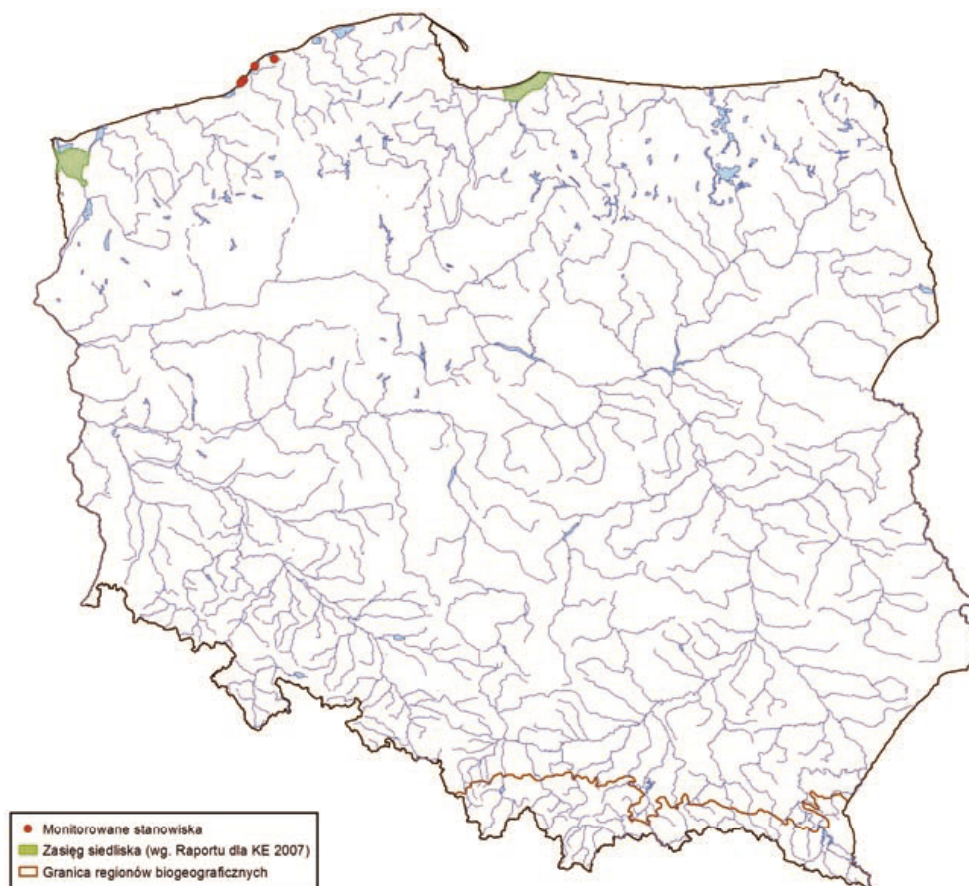 Monitorowane stanowiska
Zasięg siedliska (wg. Raportu dla KE 2007)
Granica regionów biogeograficznych